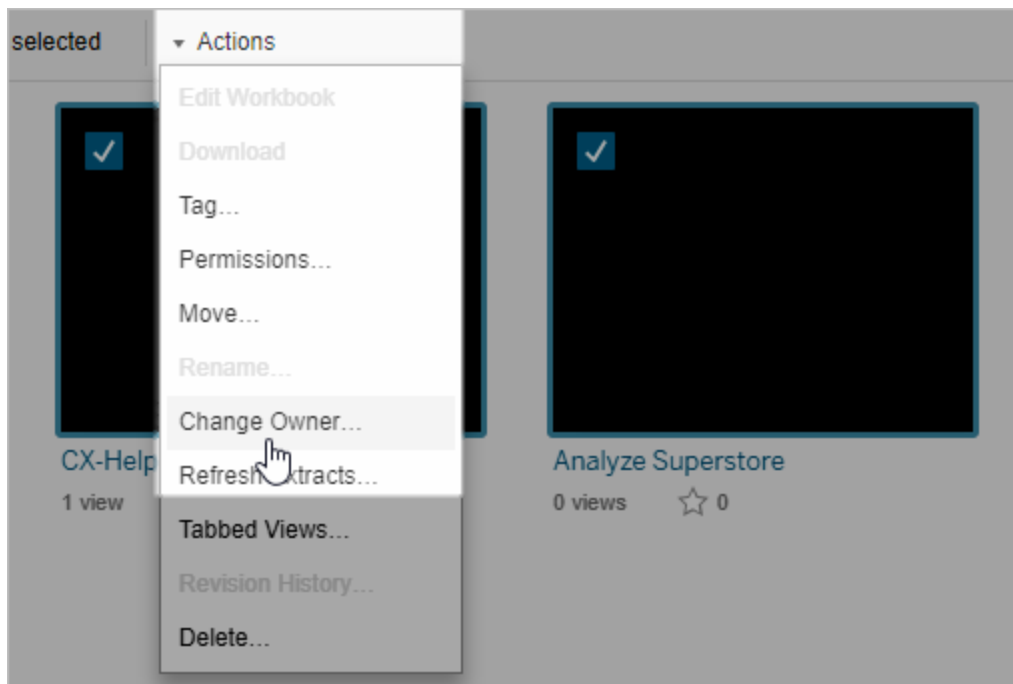 selected
Actions
Edit Workbook
Download
Tag...
Permissions...
Move...
Rename...
Change Owner...
Refresh
Tabbed Views...
Revision History...
Delete...
CX-Help
1 view
Analyze Superstore
0 views 0